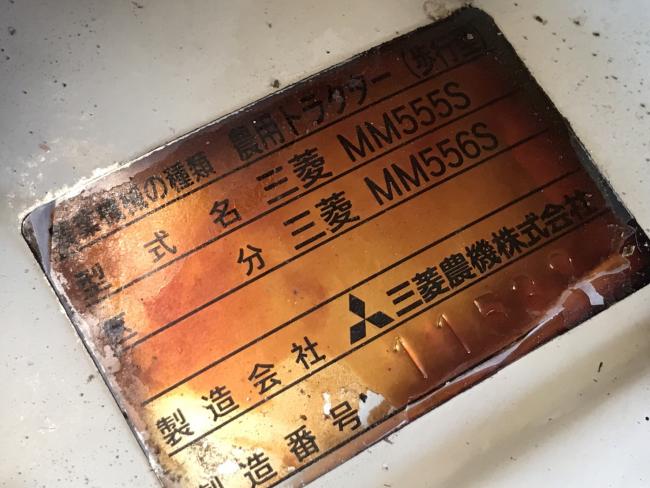 農業機械の種類 農用トラクター(歩行型)
型式名 三菱 MM555S
区分 三菱 MM556S
製造会社 三菱農機株式会社
製造番号